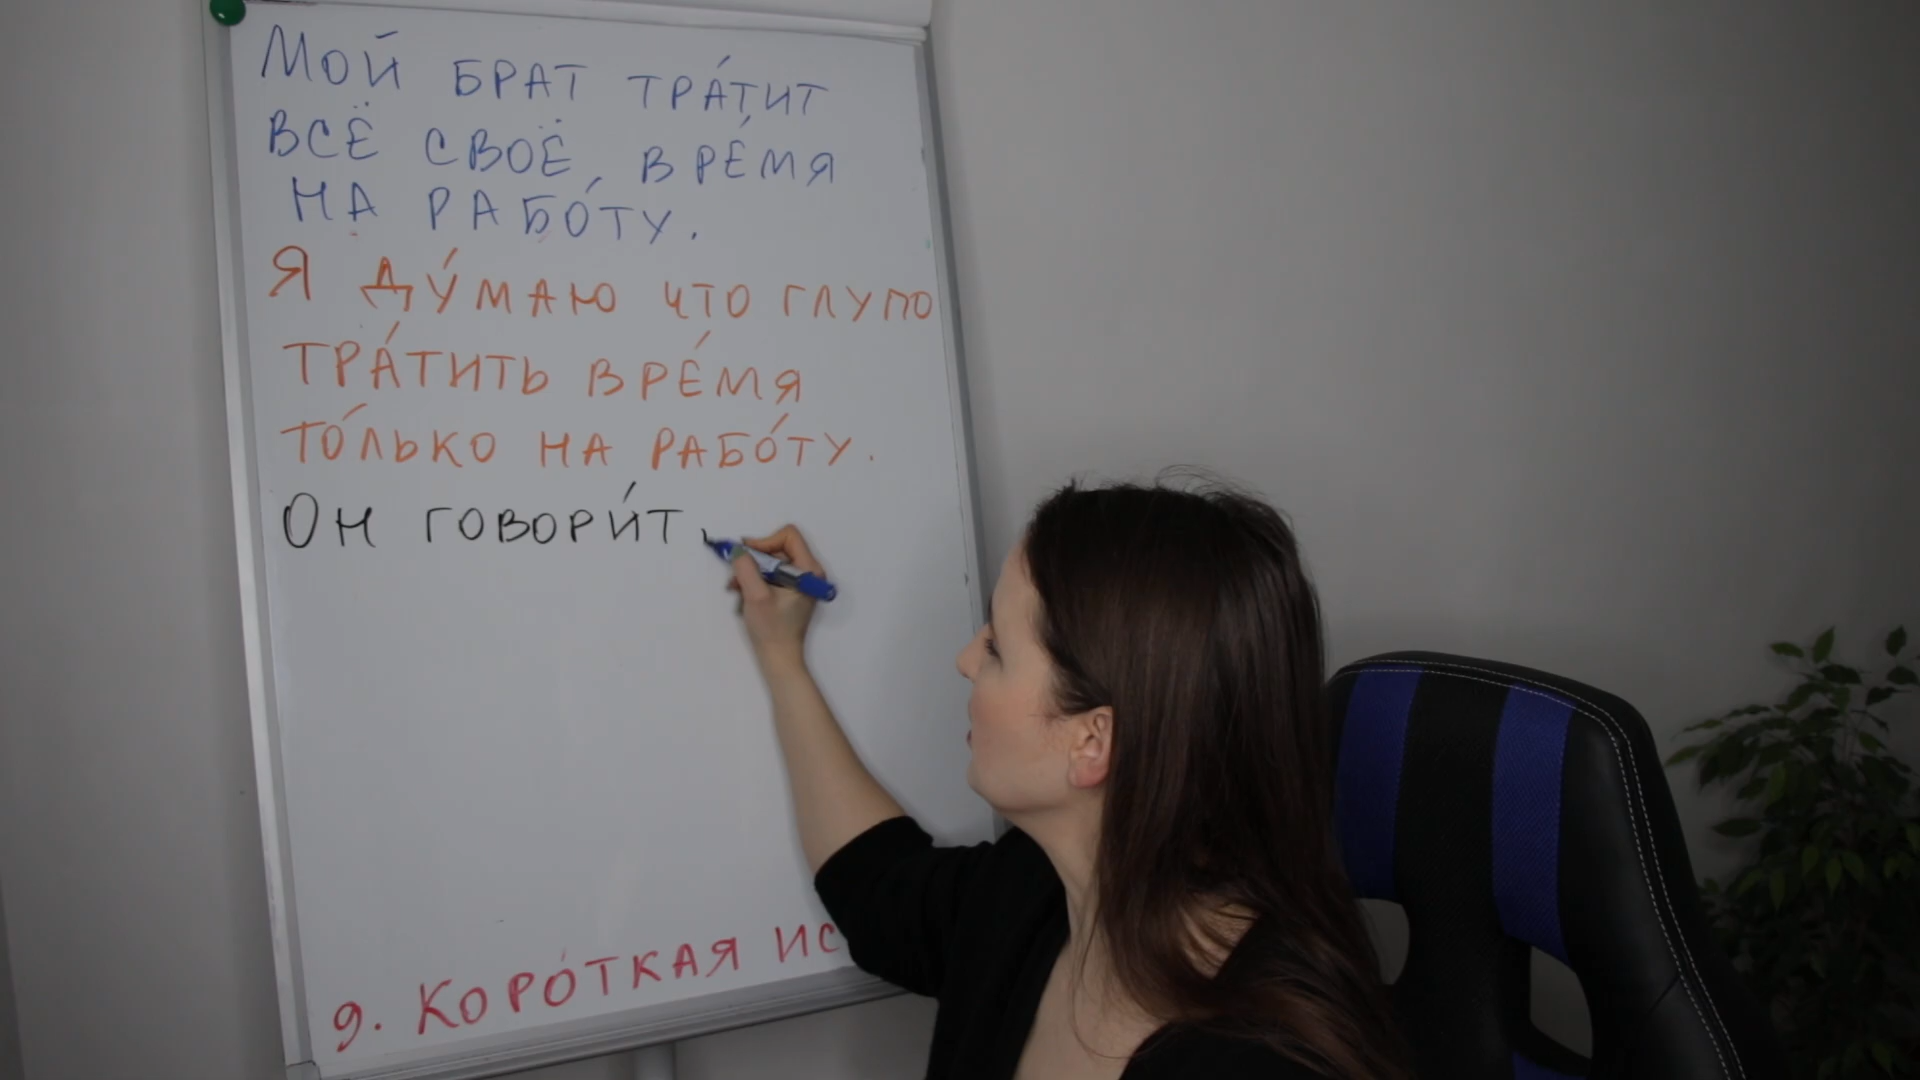 Мой БРАТ ТРА́ТИТ
ВСЁ СВОЁ ВРЕ́МЯ
НА РАБО́ТУ.
Я ДУ́МАЮ ЧТО ГЛУПО
ТРА́ТИТЬ ВРЕ́МЯ
ТО́ЛЬКО НА РАБО́ТУ.
ОН ГОВОРИ́Т
9. КОРО́ТКАЯ ИС